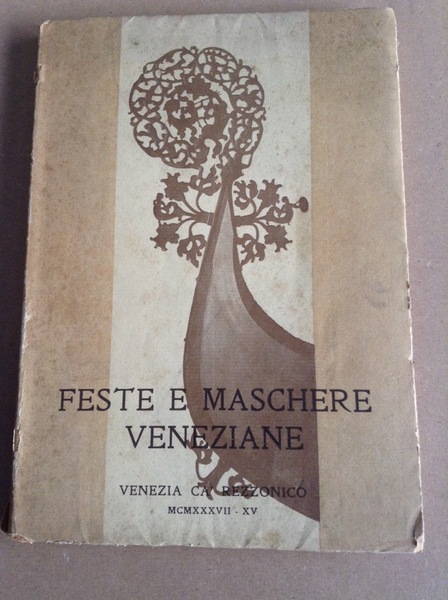 FESTE E MASCHERE
VENEZIANE
VENEZIA CA' REZZONICO
MCMXXXVII - XV